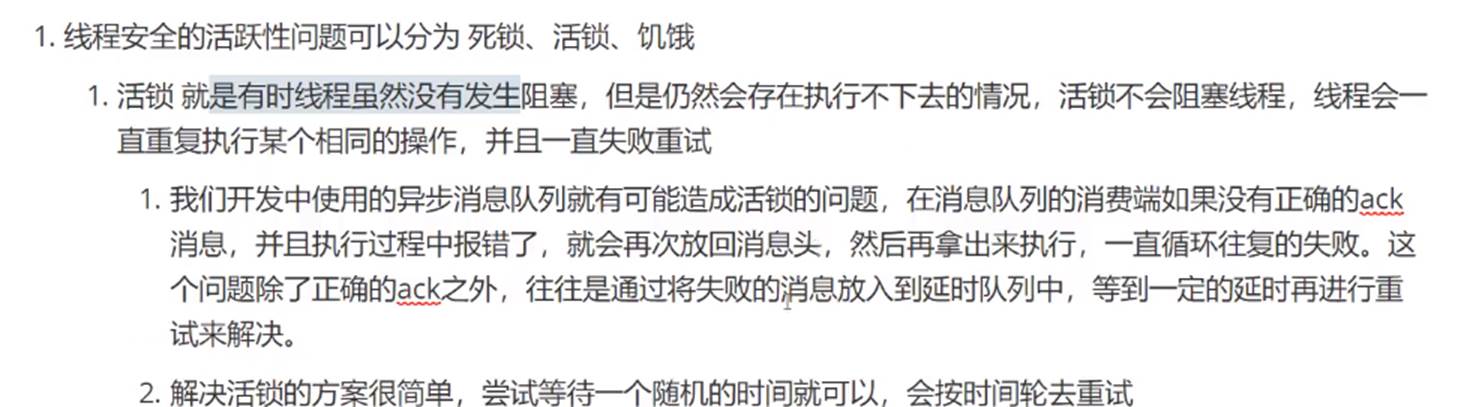 1. 线程安全的活跃性问题可以分为 死锁、活锁、饥饿
1. 活锁 就是有时线程虽然没有发生阻塞，但是仍然会存在执行不下去的情况，活锁不会阻塞线程，线程会一
直重复执行某个相同的操作，并且一直失败重试
1. 我们开发中使用的异步消息队列就有可能造成活锁的问题，在消息队列的消费端如果没有正确的ack
消息，并且执行过程中报错了，就会再次放回消息头，然后再拿出来执行，一直循环往复的失败。这
个问题除了正确的ack之外，往往是通过将失败的消息放入到延时队列中，等到一定的延时再进行重
试来解决。
2. 解决活锁的方案很简单，尝试等待一个随机的时间就可以，会按时间轮去重试